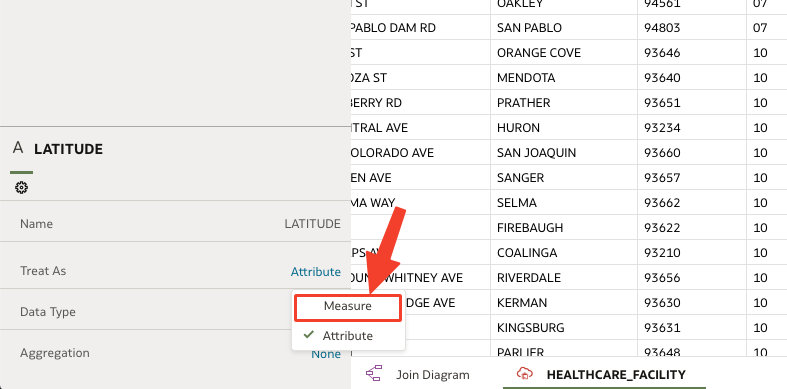 ST OAKLEY 94561 07
PABLO DAM RD SAN PABLO 94803 07
ST ORANGE COVE 93646 10
OZA ST MENDOTA 93640 10
BERRY RD PRATHER 93651 10
NTRAL AVE HURON 93234 10
COLORADO AVE SAN JOAQUIN 93660 10
EN AVE SANGER 93657 10
MA WAY SELMA 93662 10
FIREBAUGH 93622 10
PS AV COALINGA 93210 10
WHITNEY AVE RIVERDALE 93656 10
DGE AVE KERMAN 93630 10
KINGSBURG 93631 10
PARLIER 93648 10
A LATITUDE
Name LATITUDE
Treat As Attribute
Measure
Data Type
Attribute
Aggregation None
Join Diagram HEALTHCARE_FACILITY